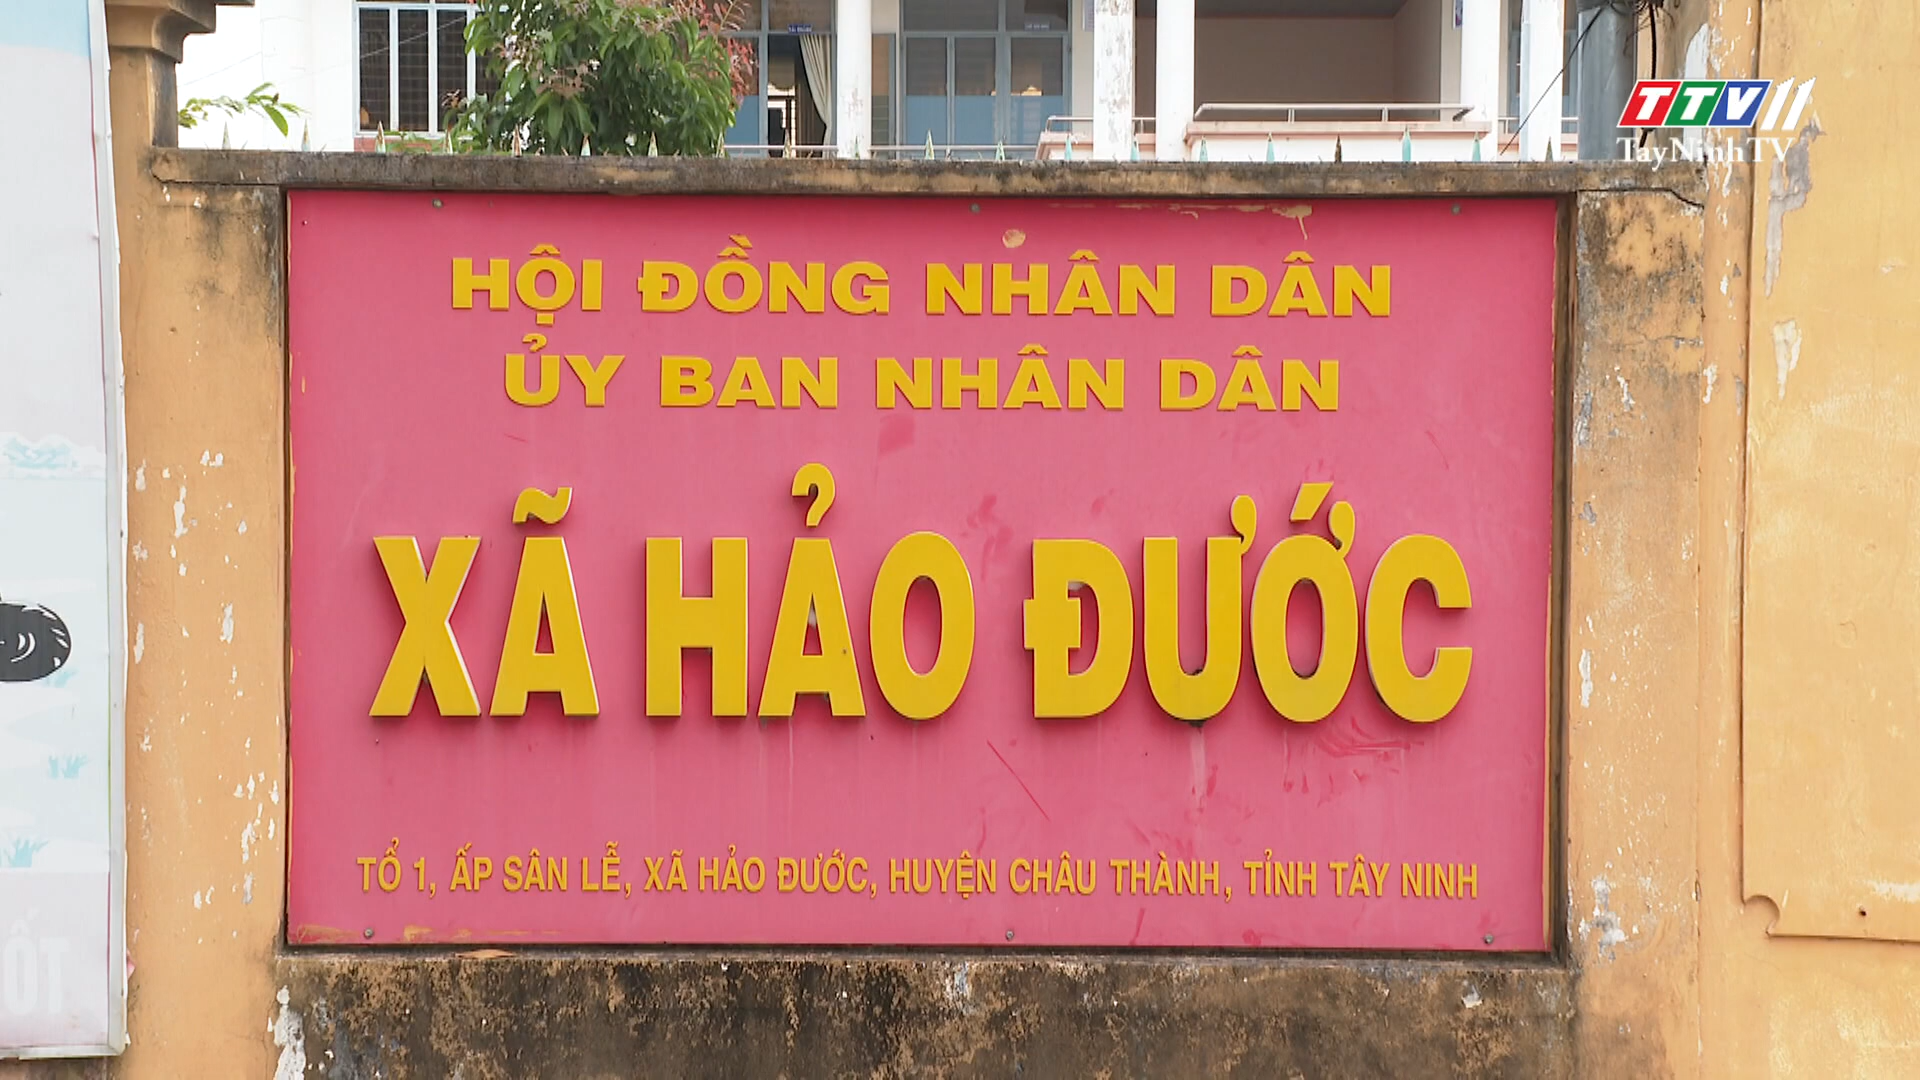 TTV11
TayNinhTV
HỘI ĐỒNG NHÂN DÂN
ỦY BAN NHÂN DÂN
XÃ HẢO ĐƯỚC
TỔ 1, ẤP SÂN LỄ, XÃ HẢO ĐƯỚC, HUYỆN CHÂU THÀNH, TỈNH TÂY NINH